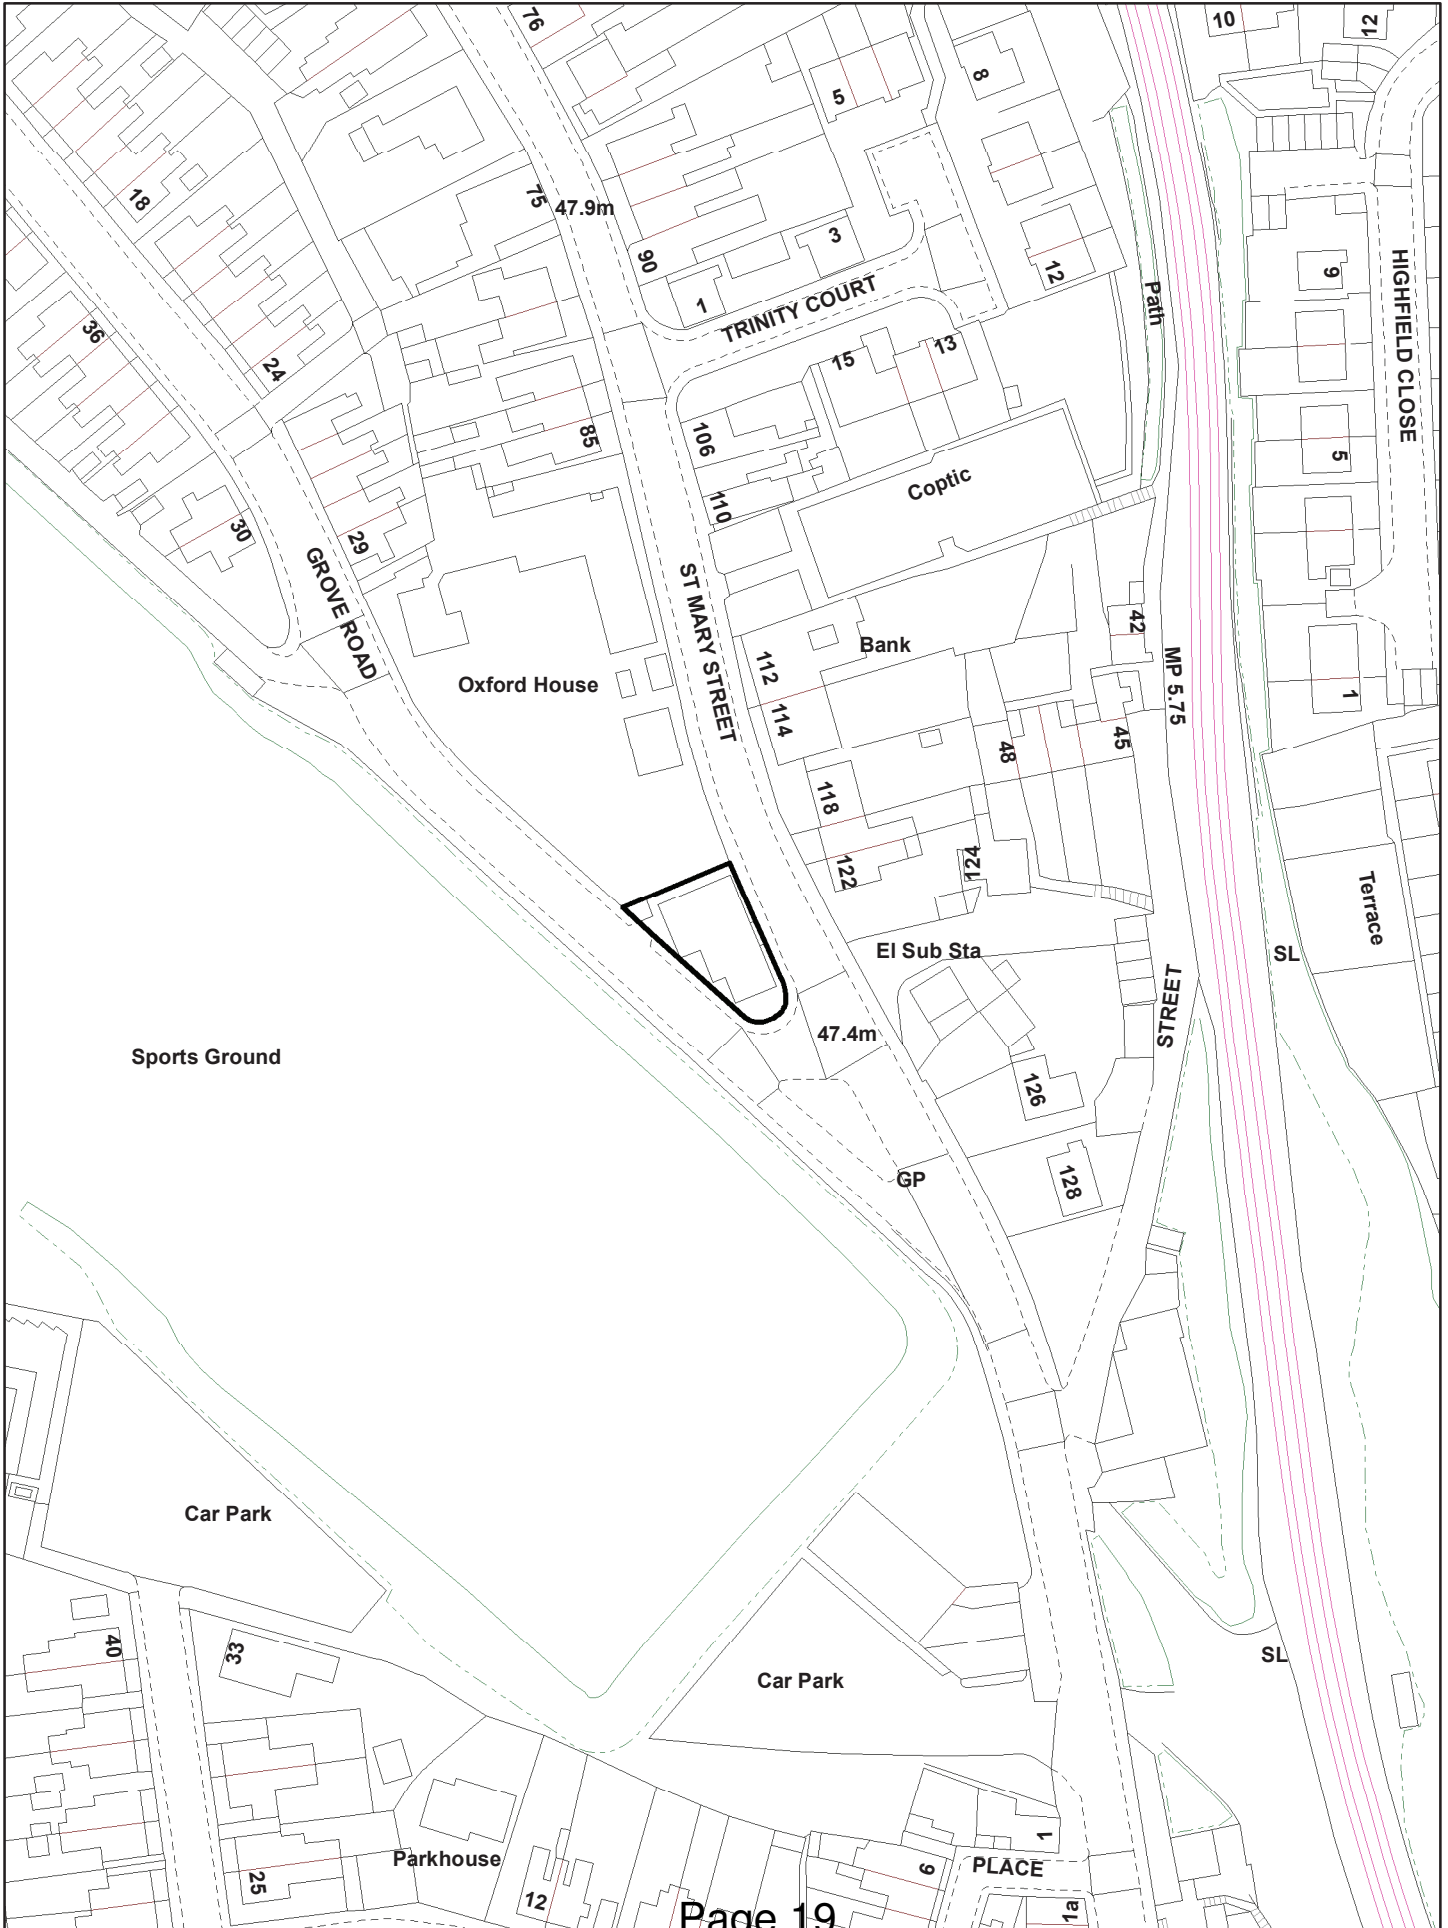 76
10
12
5
8
18
75
47.9m
90
3
1
12
9
TRINITY COURT
Path
HIGHFIELD CLOSE
36
24
15
13
85
106
5
Coptic
110
30
29
GROVE ROAD
ST MARY STREET
42
Bank
112
Oxford House
MP 5.75
1
114
48
45
118
122
124
Terrace
El Sub Sta
SL
STREET
47.4m
Sports Ground
126
128
GP
Car Park
40
33
SL
Car Park
1
Parkhouse
6
PLACE
25
12
1a
Page 19